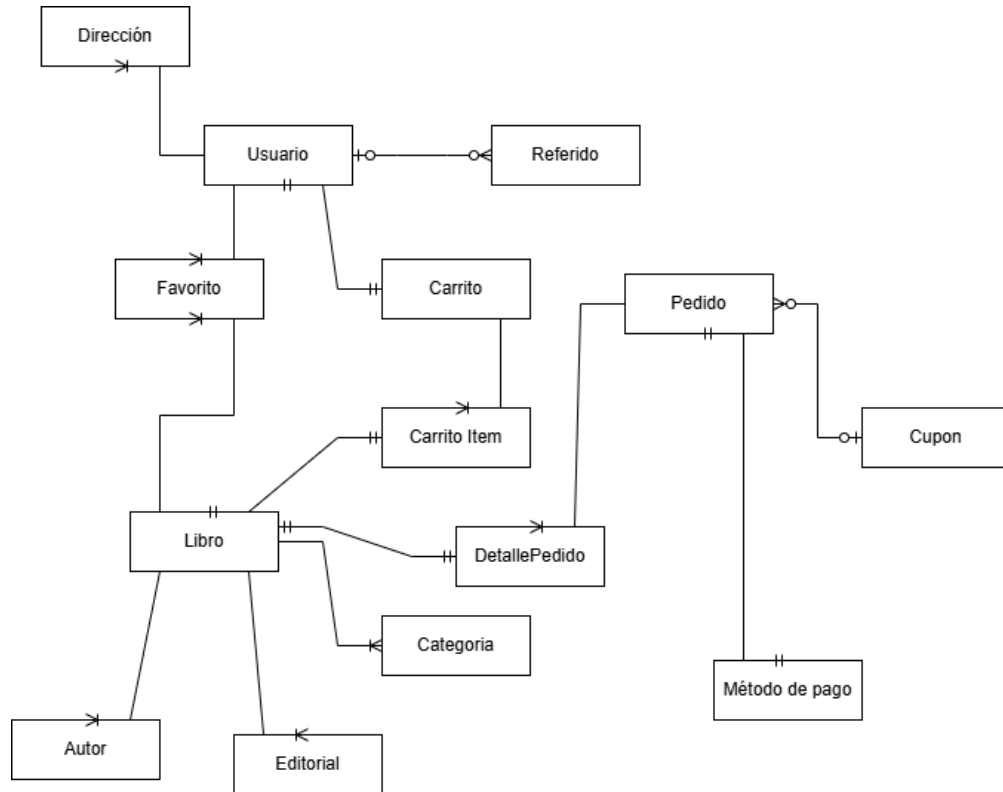 Dirección
Usuario
Referido
Favorito
Carrito
Pedido
Carrito Item
Cupon
Libro
DetallePedido
Categoria
Método de pago
Autor
Editorial